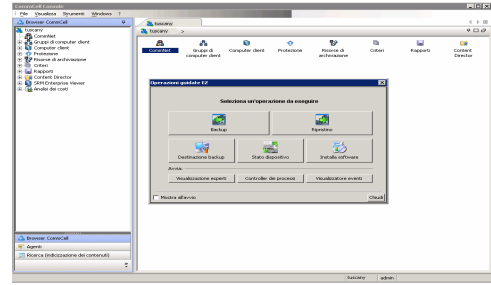 CommCell Console
File Visualizza Strumenti Windows ?
Browser CommCell
tuscany
CommNet
Gruppi di computer client
Computer client
Protezione
Risorse di archiviazione
Criteri
Rapporti
Content Director
SRM Enterprise Viewer
Analisi dei costi
Browser CommCell
Agenti
Ricerca (indicizzazione dei contenuti)
tuscany
tuscany >
CommNet
Gruppi di computer client
Computer client
Protezione
Risorse di archiviazione
Criteri
Rapporti
Content Director
Operazioni guidate EZ
Seleziona un'operazione da eseguire
Backup
Ripristino
Destinazione backup
Stato dispositivo
Installa software
Avvia:
Visualizzazione esperti
Controller dei processi
Visualizzatore eventi
Mostra all'avvio
Chiudi
tuscany
admin